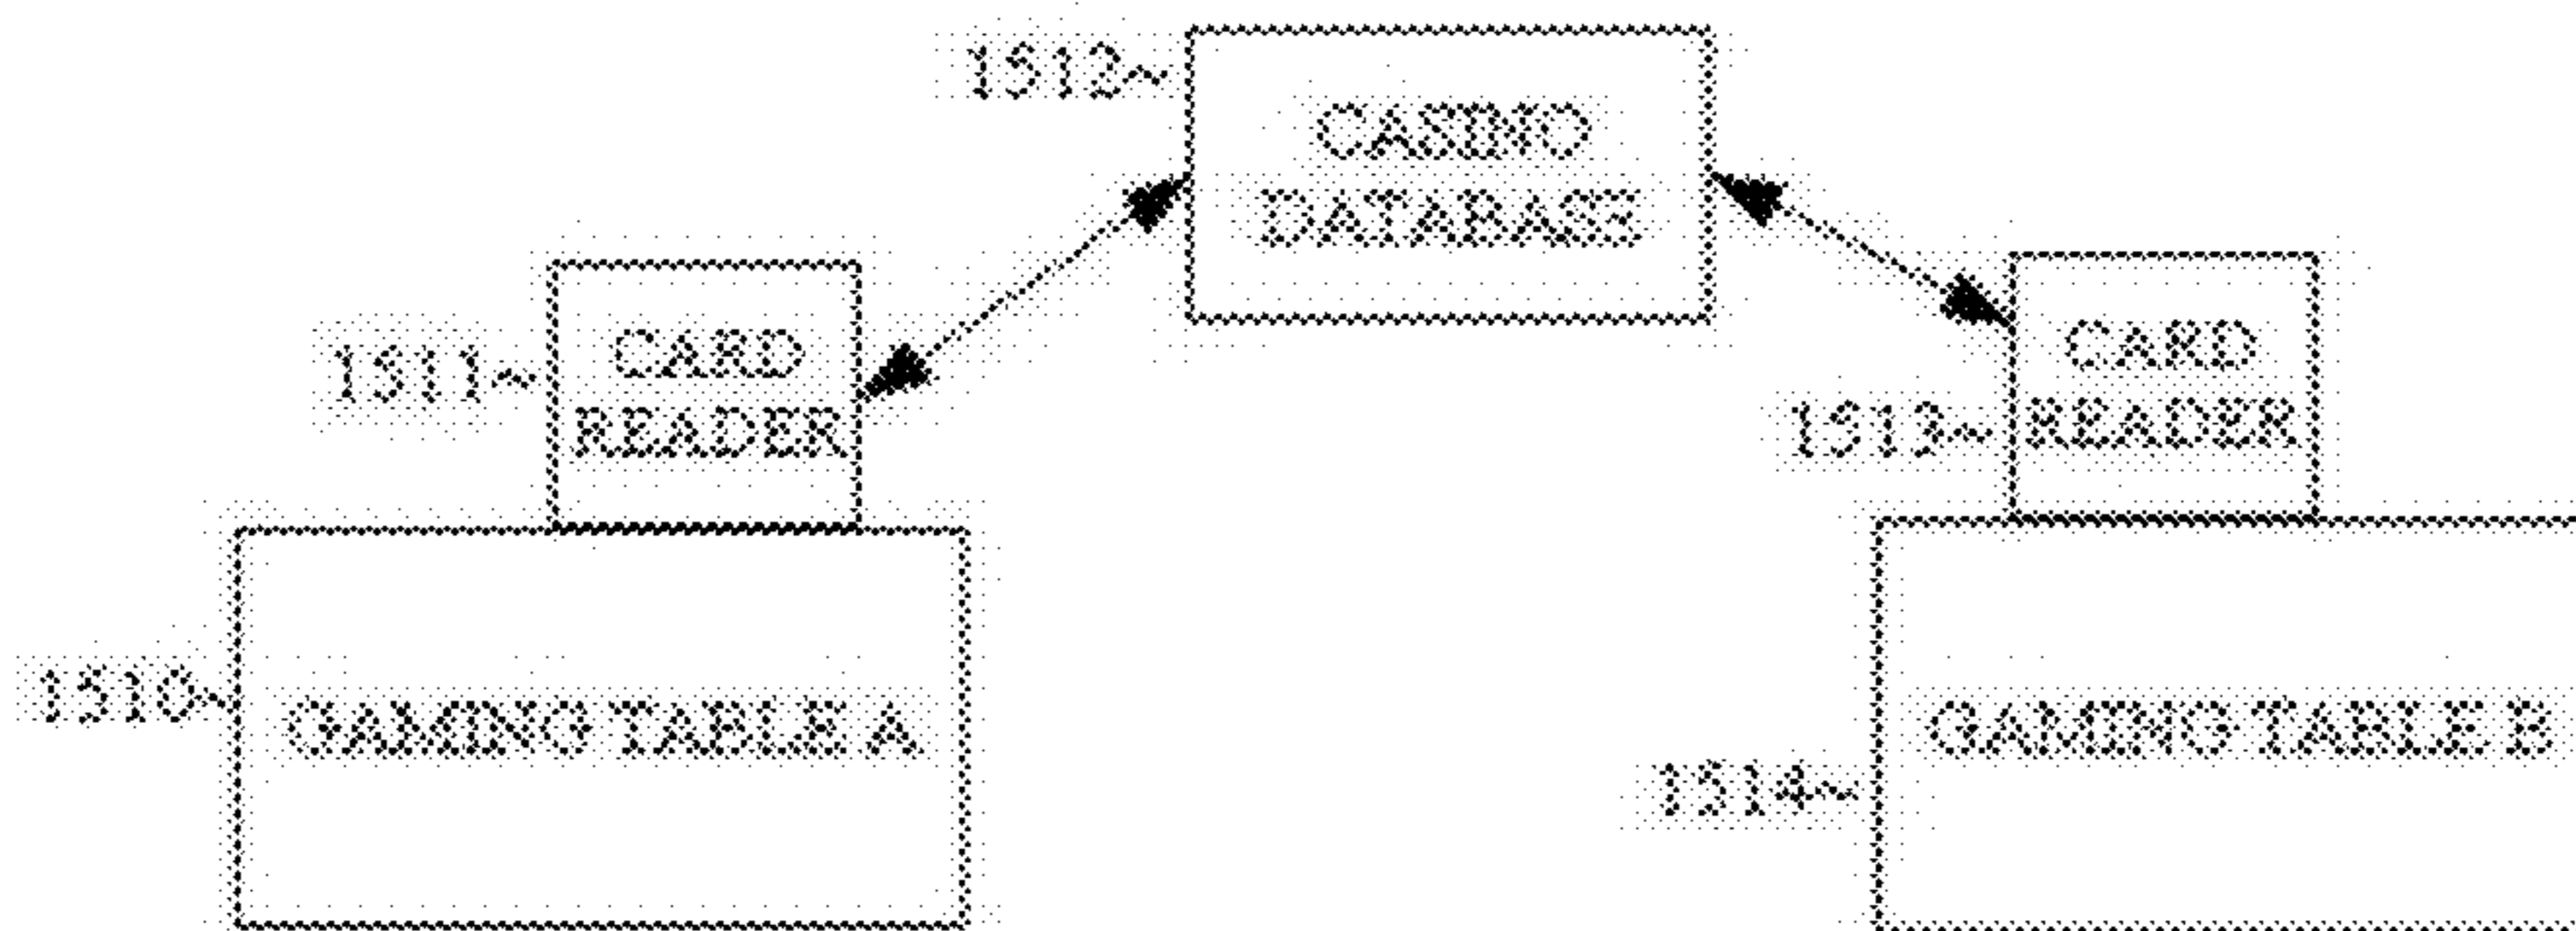 1512~
CASINO
DATABASE
1511~
CARD
READER
1513~
CARD
READER
1510~
GAMING TABLE A
1514~
GAMING TABLE B